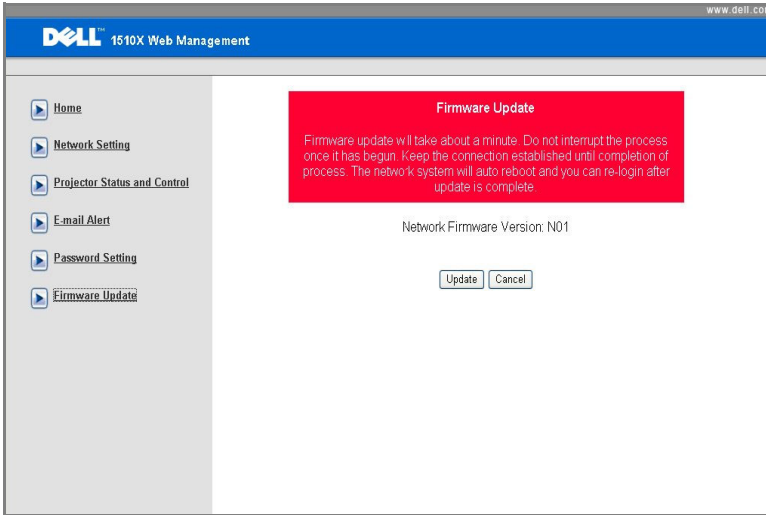 www.dell.co
DELL™ 1510X Web Management
Home
Network Setting
Projector Status and Control
E-mail Alert
Password Setting
Firmware Update
Firmware Update
Firmware update will take about a minute. Do not interrupt the process
once it has begun. Keep the connection established until completion of
process. The network system will auto reboot and you can re-login after
update is complete.
Network Firmware Version: N01
Update Cancel